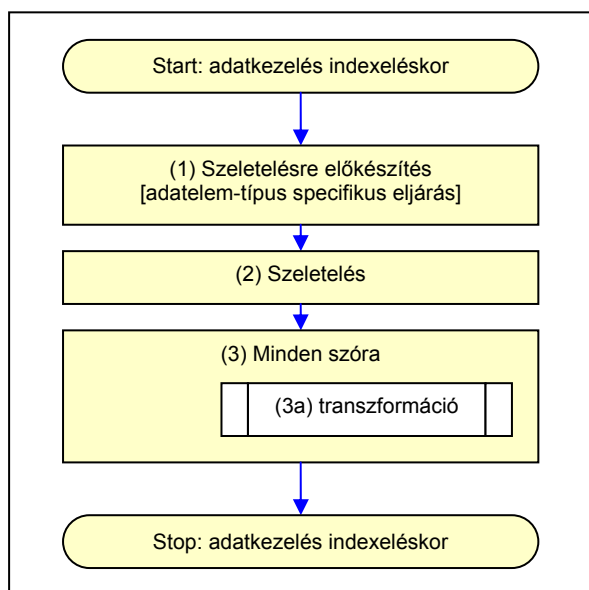 Start: adatkezelés indexeléskor
(1) Szeletelésre előkészítés
[adatelem-típus specifikus eljárás]
(2) Szeletelés
(3) Minden szóra
(3a) transzformáció
Stop: adatkezelés indexeléskor